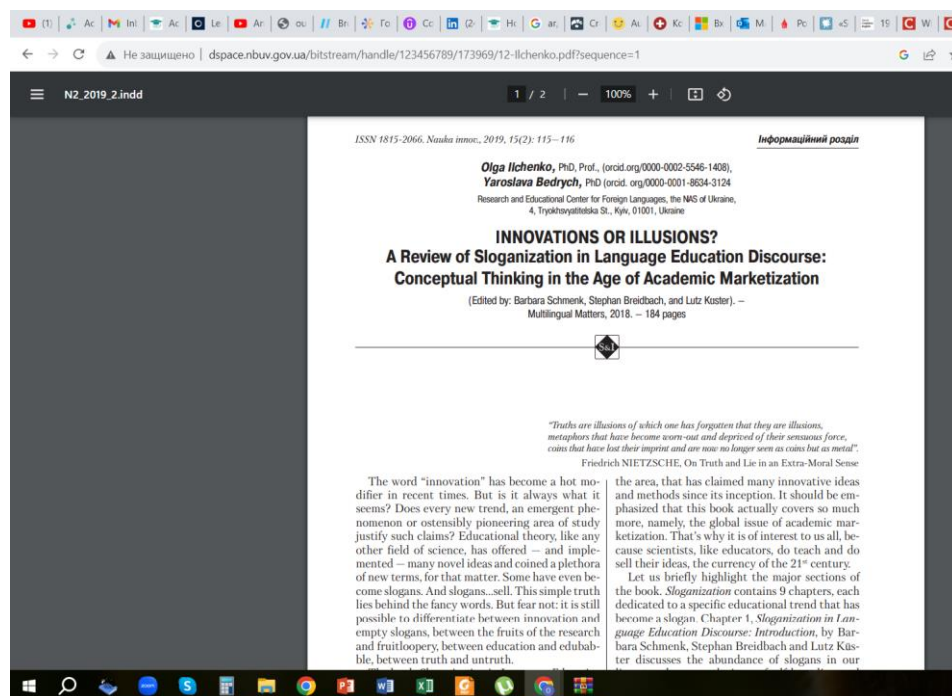 (1)
Ac
Inl
Ac
Le
Ar
ou
Br
Го
Cc
(2
Hc
ar,
Cr
Au
Kc
Вх
M
Po
«S
19
W
Не защищено | dspace.nbuv.gov.ua/bitstream/handle/123456789/173969/12-Ilchenko.pdf?sequence=1
N2_2019_2.indd
1 / 2 | − 100% +
ISSN 1815-2066. Nauka innov., 2019, 15(2): 115—116
Інформаційний розділ
Olga Ilchenko, PhD, Prof., (orcid.org/0000-0002-5546-1408),
Yaroslava Bedrych, PhD (orcid. org/0000-0001-8634-3124
Research and Educational Center for Foreign Languages, the NAS of Ukraine,
4, Tryokhsvyatitelska St., Kyiv, 01001, Ukraine
INNOVATIONS OR ILLUSIONS?
A Review of Sloganization in Language Education Discourse:
Conceptual Thinking in the Age of Academic Marketization
(Edited by: Barbara Schmenk, Stephan Breidbach, and Lutz Kuster). —
Multilingual Matters, 2018. — 184 pages
S&I
“Truths are illusions of which one has forgotten that they are illusions,
metaphors that have become worn-out and deprived of their sensuous force,
coins that have lost their imprint and are now no longer seen as coins but as metal”.
Friedrich NIETZSCHE, On Truth and Lie in an Extra-Moral Sense
The word “innovation” has become a hot mo-
difier in recent times. But is it always what it
seems? Does every new trend, an emergent phe-
nomenon or ostensibly pioneering area of study
justify such claims? Educational theory, like any
other field of science, has offered — and imple-
mented — many novel ideas and coined a plethora
of new terms, for that matter. Some have even be-
come slogans. And slogans...sell. This simple truth
lies behind the fancy words. But fear not: it is still
possible to differentiate between innovation and
empty slogans, between the fruits of the research
and fruitloopery, between education and edubab-
ble, between truth and untruth.
the area, that has claimed many innovative ideas
and methods since its inception. It should be em-
phasized that this book actually covers so much
more, namely, the global issue of academic mar-
ketization. That’s why it is of interest to us all, be-
cause scientists, like educators, do teach and do
sell their ideas, the currency of the 21st century.
Let us briefly highlight the major sections of
the book. Sloganization contains 9 chapters, each
dedicated to a specific educational trend that has
become a slogan. Chapter 1, Sloganization in Lan-
guage Education Discourse: Introduction, by Bar-
bara Schmenk, Stephan Breidbach and Lutz Küs-
ter discusses the abundance of slogans in our